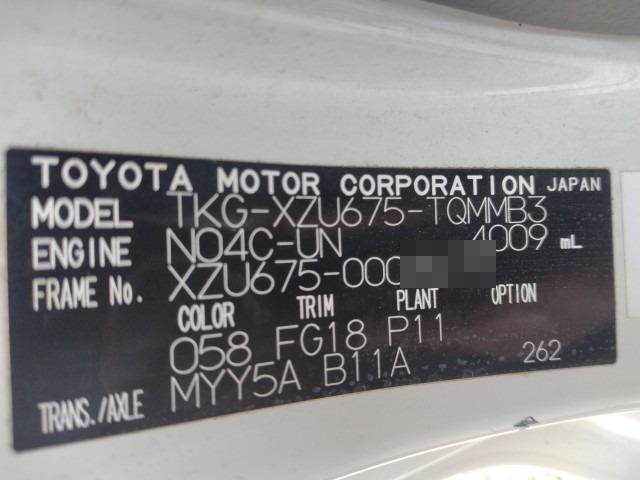 TOYOTA MOTOR CORPORATION JAPAN
MODEL TKG-XZU675-TQMMB3
ENGINE N04C-UN 4009 mL
FRAME No. XZU675-000
COLOR TRIM PLANT OPTION
058 FG18 P11
TRANS./AXLE MYY5A B11A 262